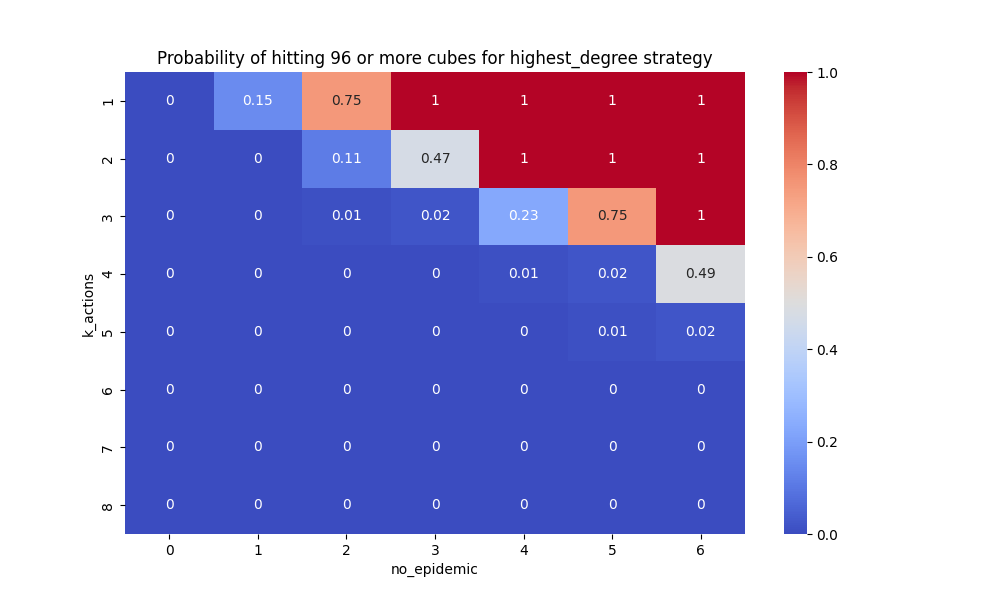 Probability of hitting 96 or more cubes for highest_degree strategy
1 0 0.15 0.75 1 1 1 1
2 0 0 0.11 0.47 1 1 1
3 0 0 0.01 0.02 0.23 0.75 1
4 0 0 0 0 0.01 0.02 0.49
5 0 0 0 0 0 0.01 0.02
6 0 0 0 0 0 0 0
7 0 0 0 0 0 0 0
8 0 0 0 0 0 0 0
0 1 2 3 4 5 6
no_epidemic
k_actions
1.0
0.8
0.6
0.4
0.2
0.0